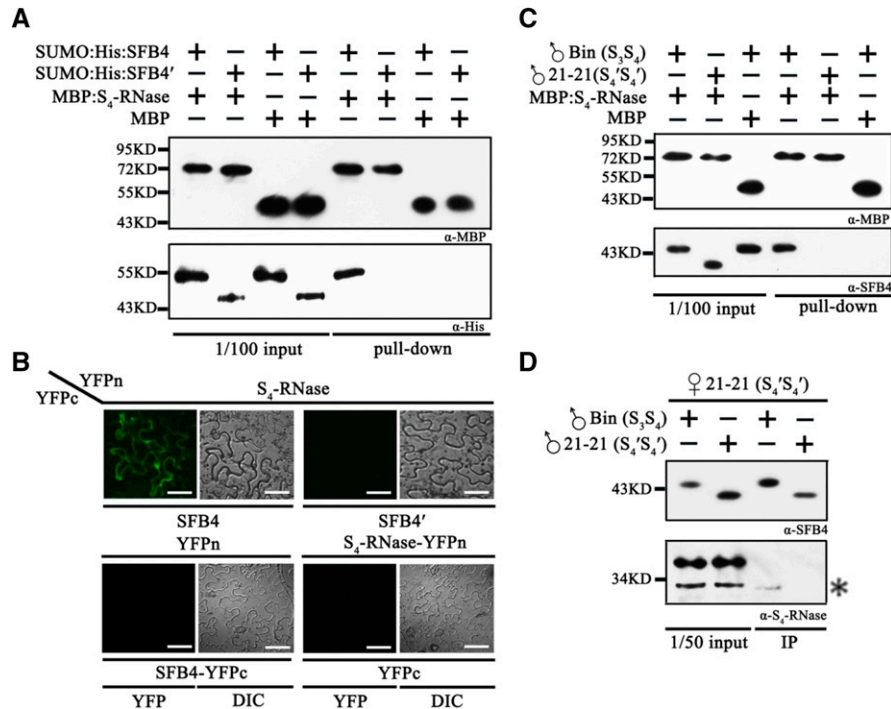 A
SUMO:His:SFB4 + − + − + − + −
SUMO:His:SFB4′ − + − + − + − +
MBP:S4-RNase + + − − + + − −
MBP − − + + − − + +
95KD
72KD
55KD
43KD
α-MBP
55KD
43KD
α-His
1/100 input pull-down
B
YFPn
YFPc
S4-RNase
SFB4 SFB4′
YFPn S4-RNase-YFPn
SFB4-YFPc YFPc
YFP DIC YFP DIC
C
♂ Bin (S3S4) + − + + − +
♂ 21-21(S4′S4′) − + − − + −
MBP:S4-RNase + + − + + −
MBP − − + − − +
95KD
72KD
55KD
43KD
α-MBP
43KD
α-SFB4
1/100 input pull-down
D
♀ 21-21 (S4′S4′)
♂ Bin (S3S4) + − + −
♂ 21-21 (S4′S4′) − + − +
43KD
α-SFB4
34KD
*
α-S4-RNase
1/50 input IP